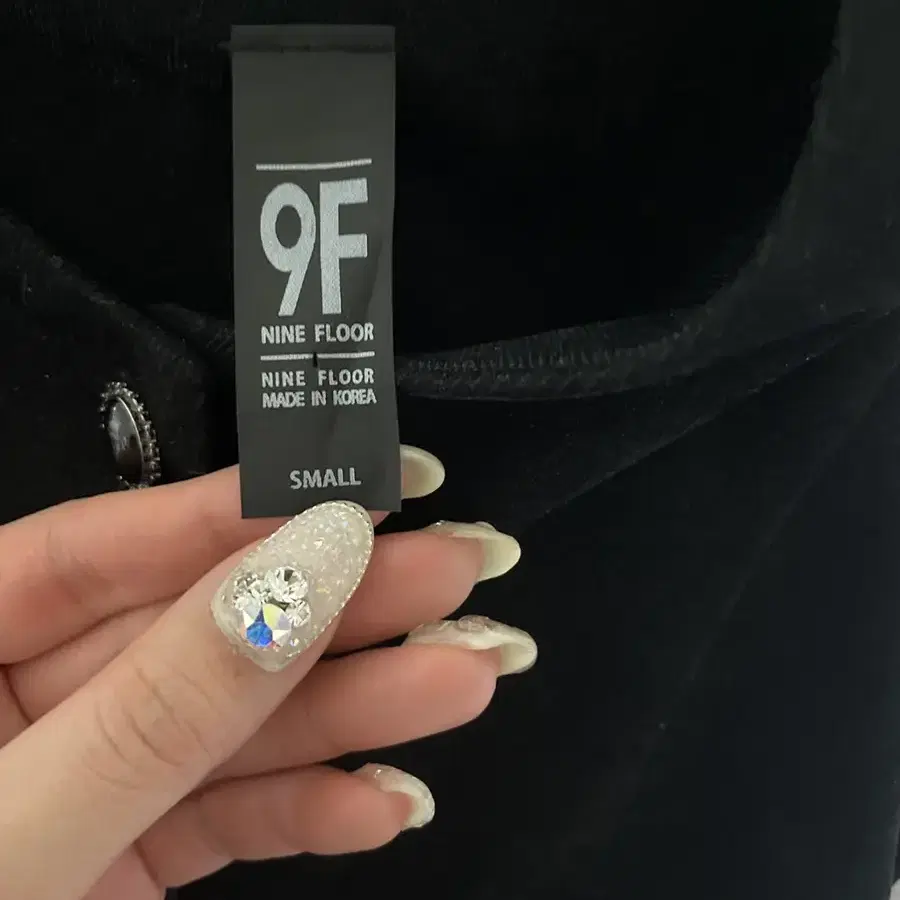 9F
NINE FLOOR
NINE FLOOR
MADE IN KOREA
SMALL